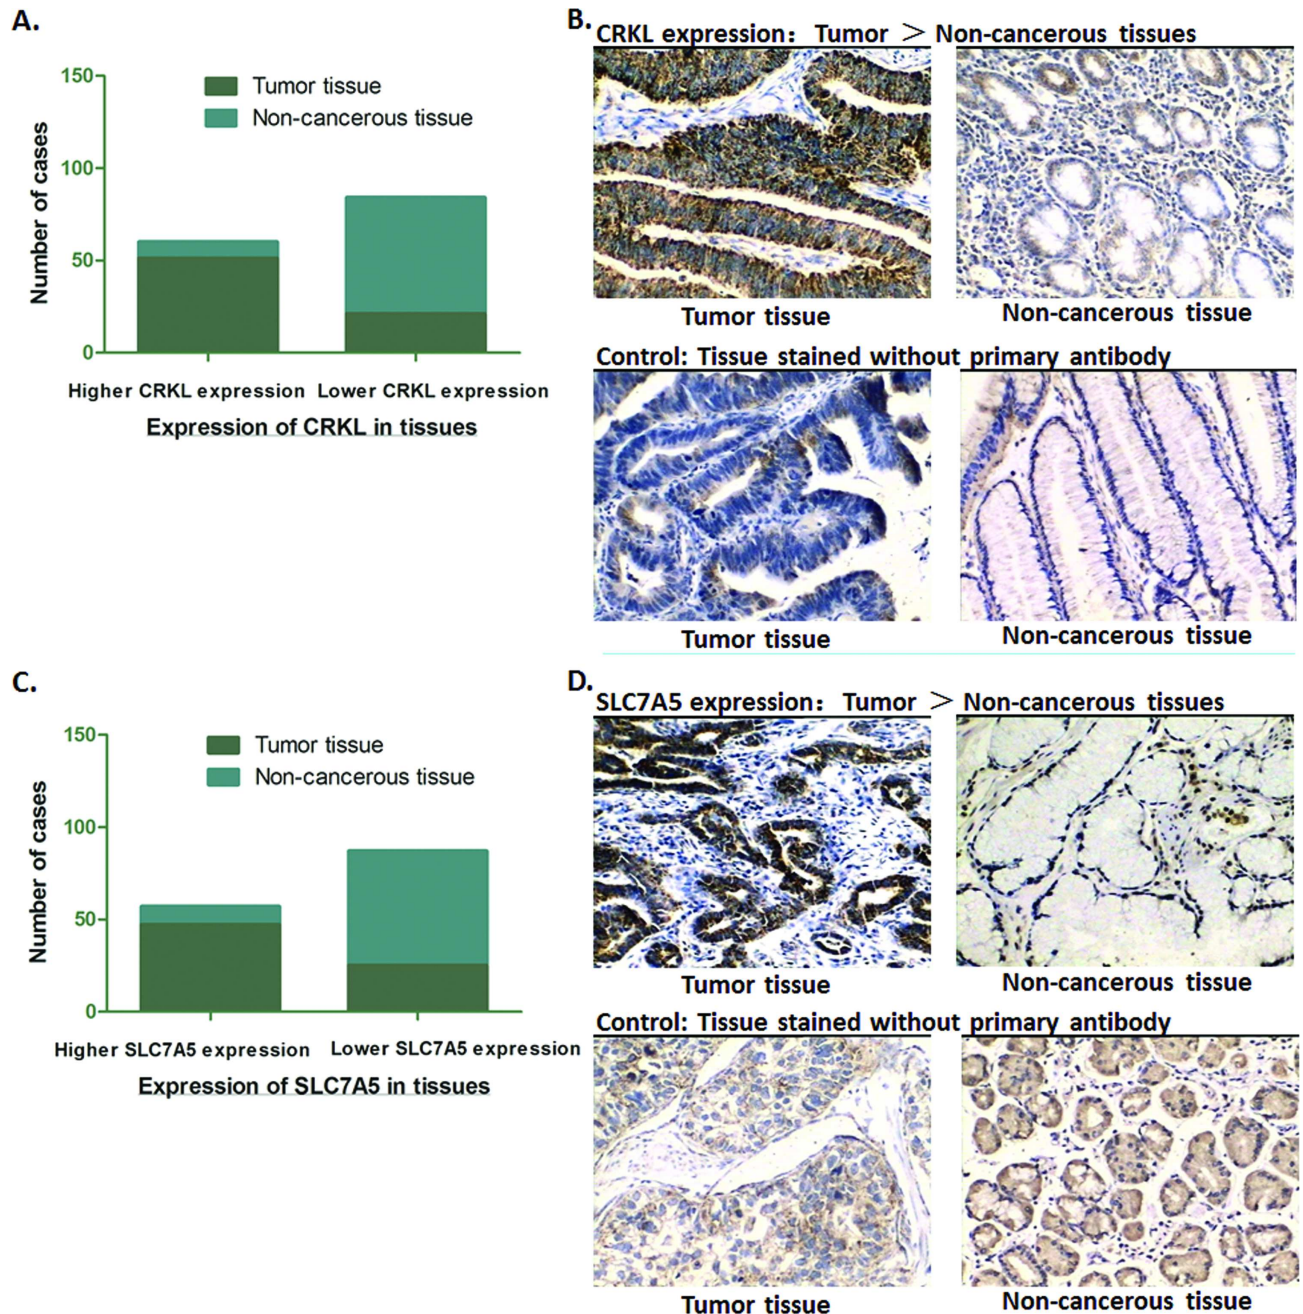 A.
150
100
50
0
Number of cases
Tumor tissue
Non-cancerous tissue
Higher CRKL expression Lower CRKL expression
Expression of CRKL in tissues
B.
CRKL expression: Tumor > Non-cancerous tissues
Tumor tissue
Non-cancerous tissue
Control: Tissue stained without primary antibody
Tumor tissue
Non-cancerous tissue
C.
150
100
50
0
Number of cases
Tumor tissue
Non-cancerous tissue
Higher SLC7A5 expression Lower SLC7A5 expression
Expression of SLC7A5 in tissues
D.
SLC7A5 expression: Tumor > Non-cancerous tissues
Tumor tissue
Non-cancerous tissue
Control: Tissue stained without primary antibody
Tumor tissue
Non-cancerous tissue